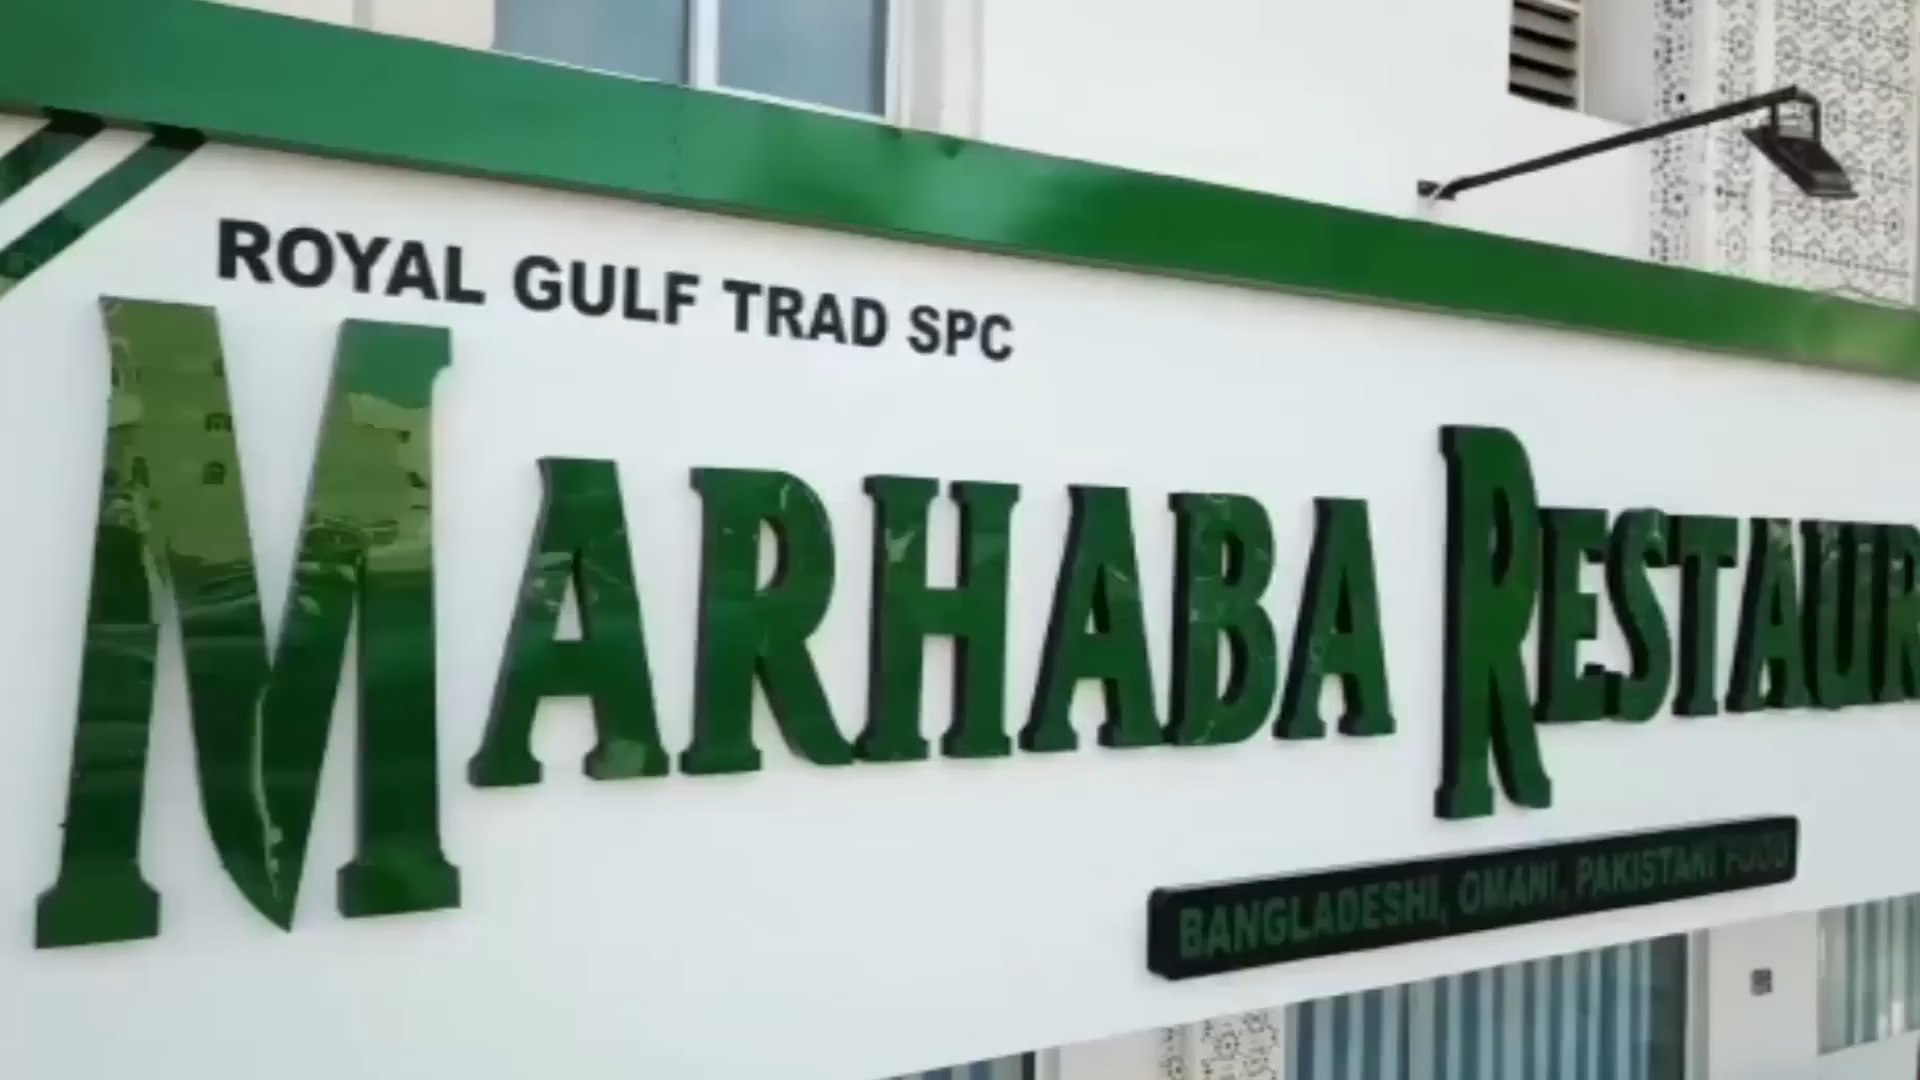 ROYAL GULF TRAD SPC
MARHABA RESTAUR
BANGLADESHI, OMANI, PAKISTANI FOOD